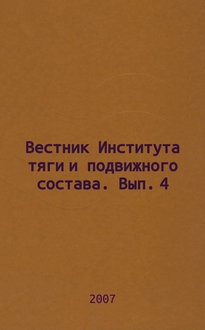 Вестник Института
тяги и подвижного
состава. Вып. 4
2007